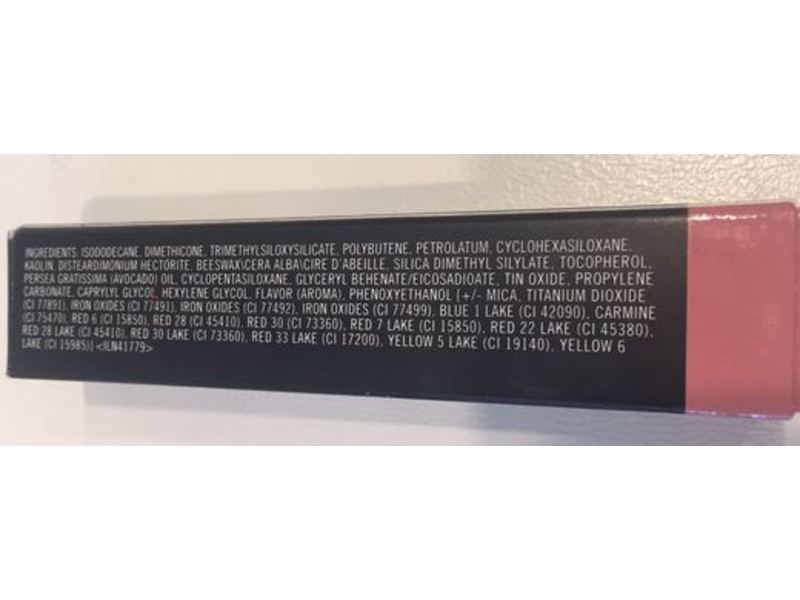 INGREDIENTS: ISODODECANE, DIMETHICONE, TRIMETHYLSILOXYSILICATE, POLYBUTENE, PETROLATUM, CYCLOHEXASILOXANE,
KAOLIN, DISTEARDIMONIUM HECTORITE, BEESWAX\CERA ALBA\CIRE D'ABEILLE, SILICA DIMETHYL SILYLATE, TOCOPHEROL,
PERSEA GRATISSIMA (AVOCADO) OIL, CYCLOPENTASILOXANE, GLYCERYL BEHENATE/EICOSADIOATE, TIN OXIDE, PROPYLENE
CARBONATE, CAPRYLYL GLYCOL, HEXYLENE GLYCOL, FLAVOR (AROMA), PHENOXYETHANOL [+/- MICA, TITANIUM DIOXIDE
(CI 77891), IRON OXIDES (CI 77491), IRON OXIDES (CI 77492), IRON OXIDES (CI 77499), BLUE 1 LAKE (CI 42090), CARMINE
(CI 75470), RED 6 (CI 15850), RED 28 (CI 45410), RED 30 (CI 73360), RED 7 LAKE (CI 15850), RED 22 LAKE (CI 45380),
RED 28 LAKE (CI 45410), RED 30 LAKE (CI 73360), RED 33 LAKE (CI 17200), YELLOW 5 LAKE (CI 19140), YELLOW 6
LAKE (CI 15985)] <ILN41779>